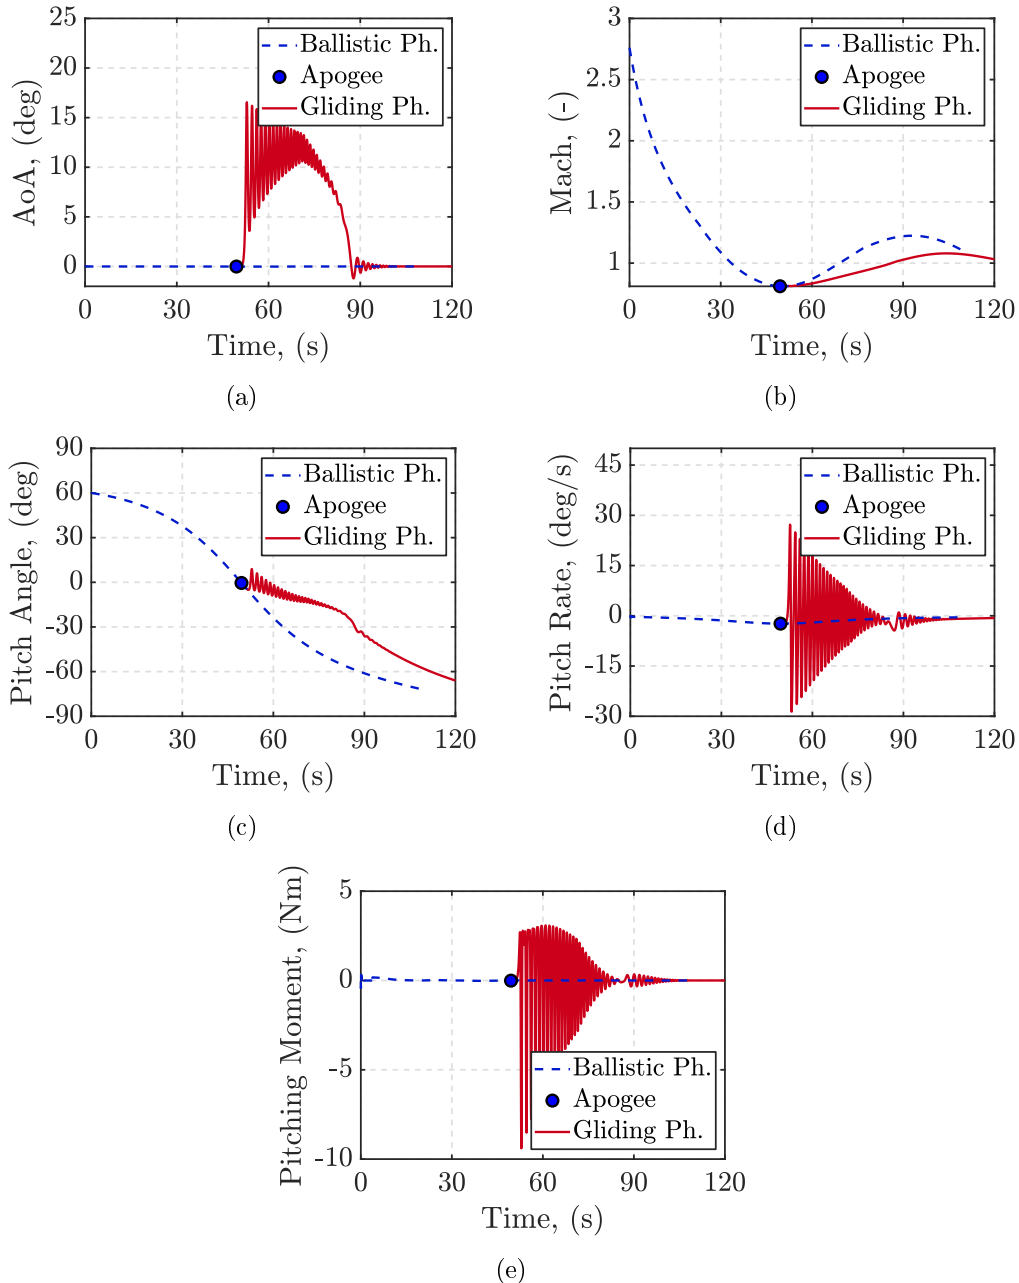 25
20
15
10
5
0
AoA, (deg)
Ballistic Ph.
Apogee
Gliding Ph.
0 30 60 90 120
Time, (s)
(a)
3
2.5
2
1.5
1
Mach, (-)
Ballistic Ph.
Apogee
Gliding Ph.
0 30 60 90 120
Time, (s)
(b)
90
60
30
0
-30
-60
-90
Pitch Angle, (deg)
Ballistic Ph.
Apogee
Gliding Ph.
0 30 60 90 120
Time, (s)
(c)
45
30
15
0
-15
-30
Pitch Rate, (deg/s)
Ballistic Ph.
Apogee
Gliding Ph.
0 30 60 90 120
Time, (s)
(d)
5
0
-5
-10
Pitching Moment, (Nm)
Ballistic Ph.
Apogee
Gliding Ph.
0 30 60 90 120
Time, (s)
(e)